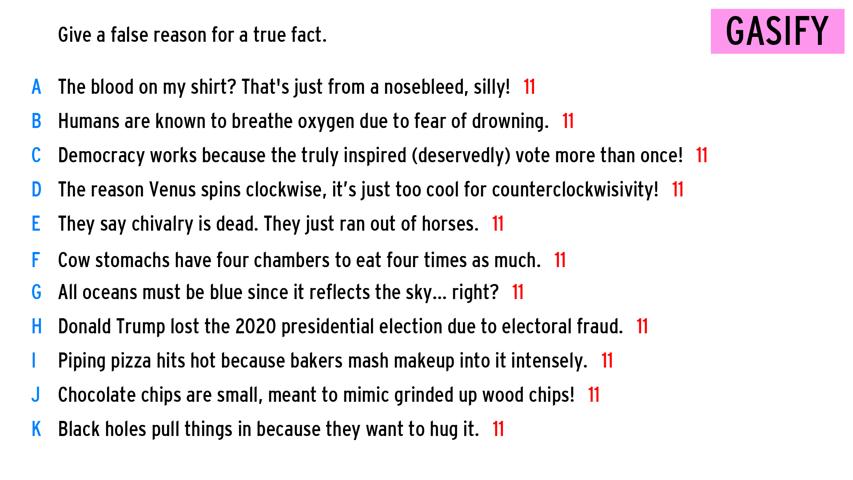 Give a false reason for a true fact.
GASIFY
A The blood on my shirt? That's just from a nosebleed, silly! 11
B Humans are known to breathe oxygen due to fear of drowning. 11
C Democracy works because the truly inspired (deservedly) vote more than once! 11
D The reason Venus spins clockwise, it’s just too cool for counterclockwisivity! 11
E They say chivalry is dead. They just ran out of horses. 11
F Cow stomachs have four chambers to eat four times as much. 11
G All oceans must be blue since it reflects the sky... right? 11
H Donald Trump lost the 2020 presidential election due to electoral fraud. 11
I Piping pizza hits hot because bakers mash makeup into it intensely. 11
J Chocolate chips are small, meant to mimic grinded up wood chips! 11
K Black holes pull things in because they want to hug it. 11